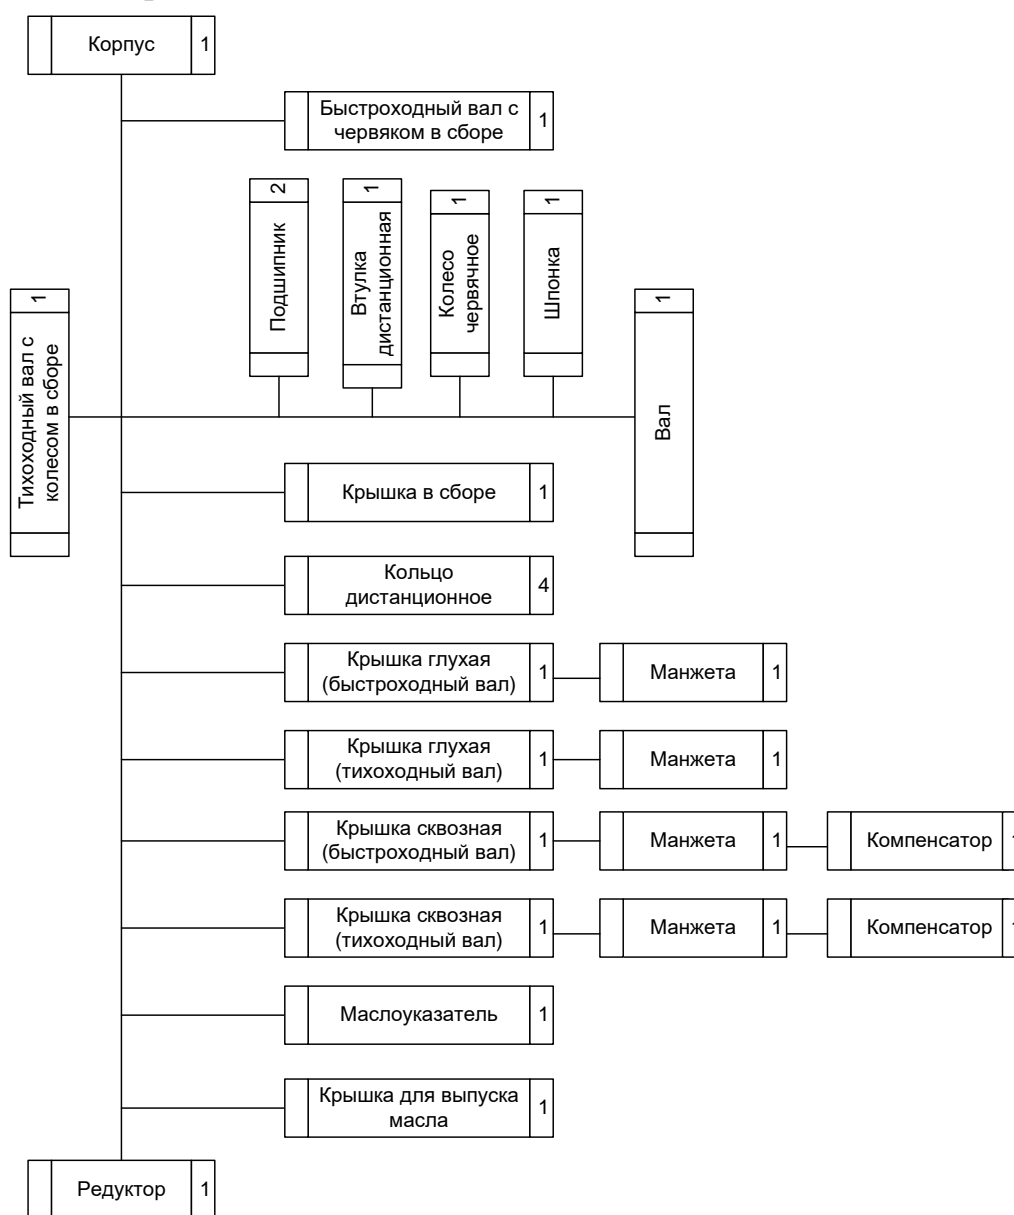 Корпус 1
Быстроходный вал с
червяком в сборе 1
Подшипник 2
Втулка
дистанционная 1
Колесо
червячное 1
Шпонка 1
Тихоходный вал с
колесом в сборе 1
Вал 1
Крышка в сборе 1
Кольцо
дистанционное 4
Крышка глухая
(быстроходный вал) 1
Манжета 1
Крышка глухая
(тихоходный вал) 1
Манжета 1
Крышка сквозная
(быстроходный вал) 1
Манжета 1
Компенсатор 1
Крышка сквозная
(тихоходный вал) 1
Манжета 1
Компенсатор 1
Маслоуказатель 1
Крышка для выпуска
масла 1
Редуктор 1